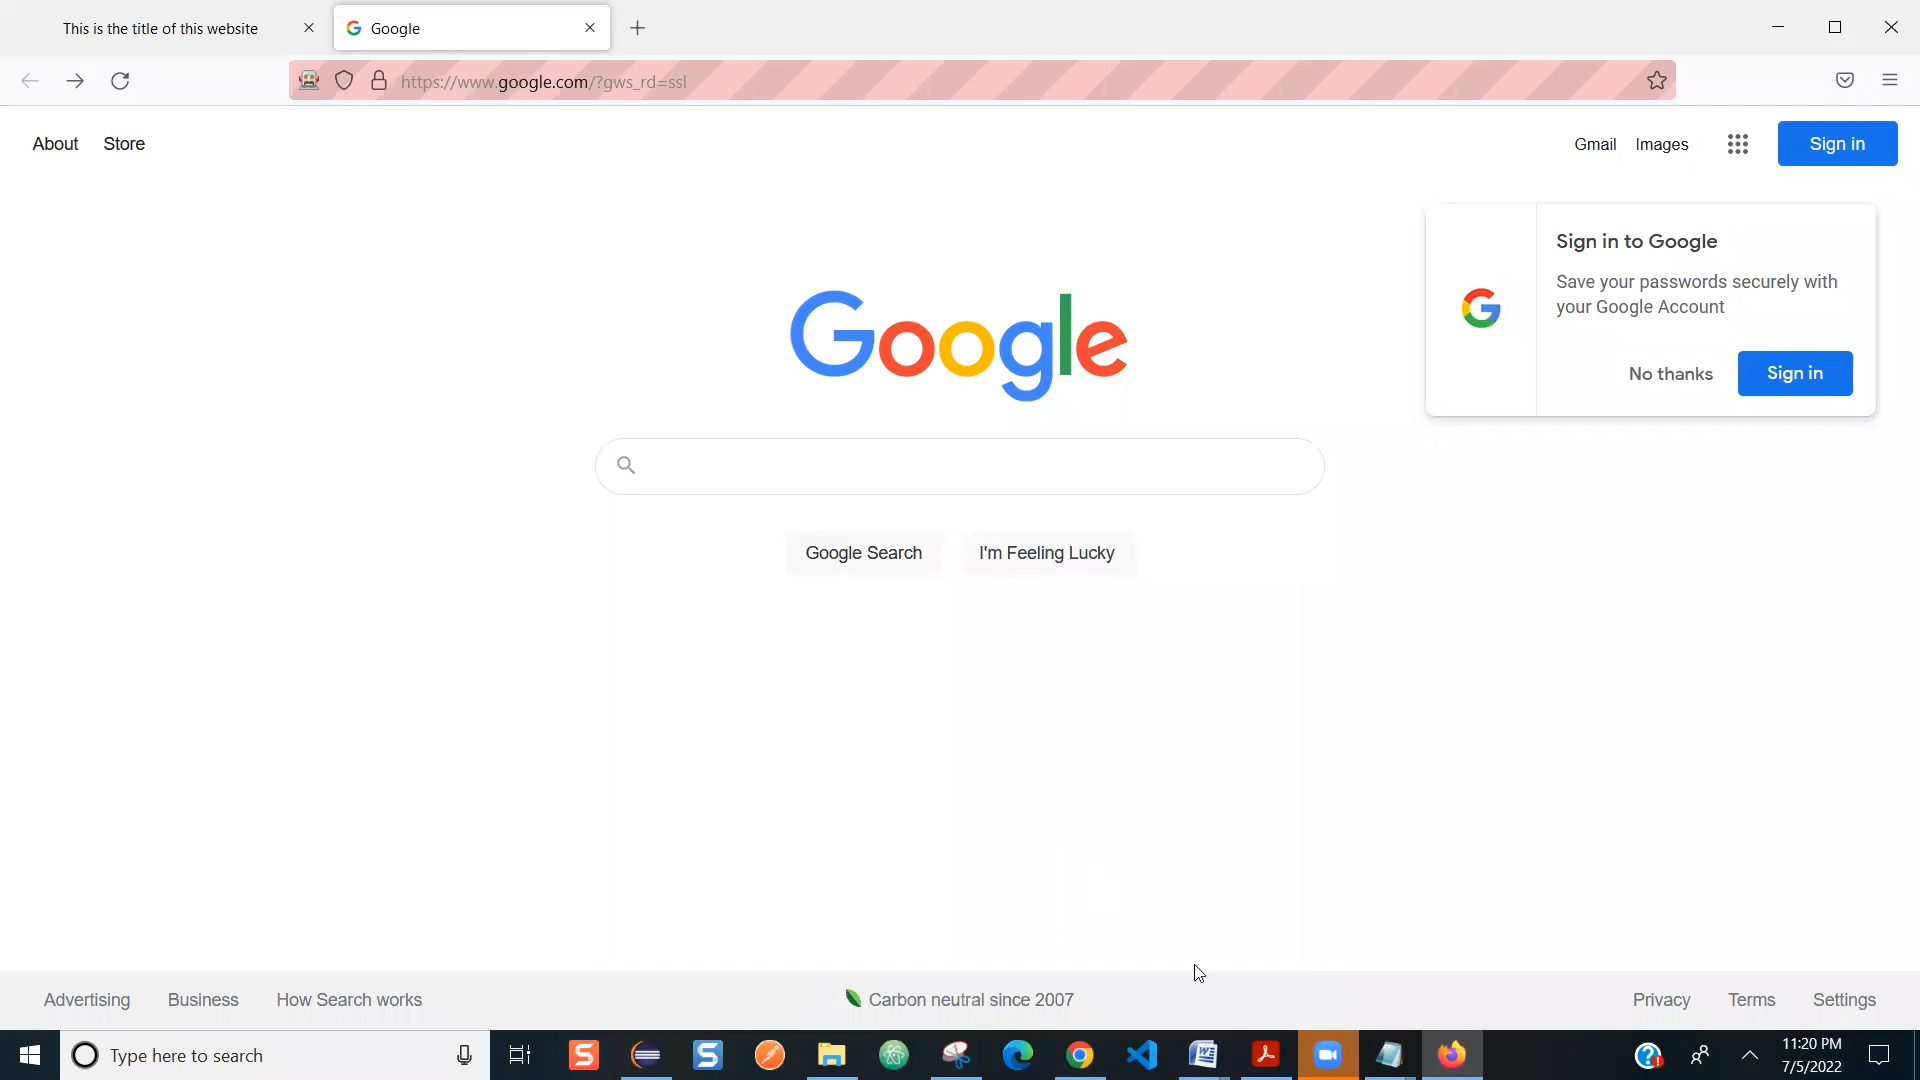 This is the title of this website
Google
https://www.google.com/?gws_rd=ssl
About Store
Gmail Images
Sign in
Sign in to Google
Save your passwords securely with
your Google Account
No thanks
Sign in
Google
Google Search
I'm Feeling Lucky
Advertising
Business
How Search works
Carbon neutral since 2007
Privacy
Terms
Settings
Type here to search
11:20 PM
7/5/2022